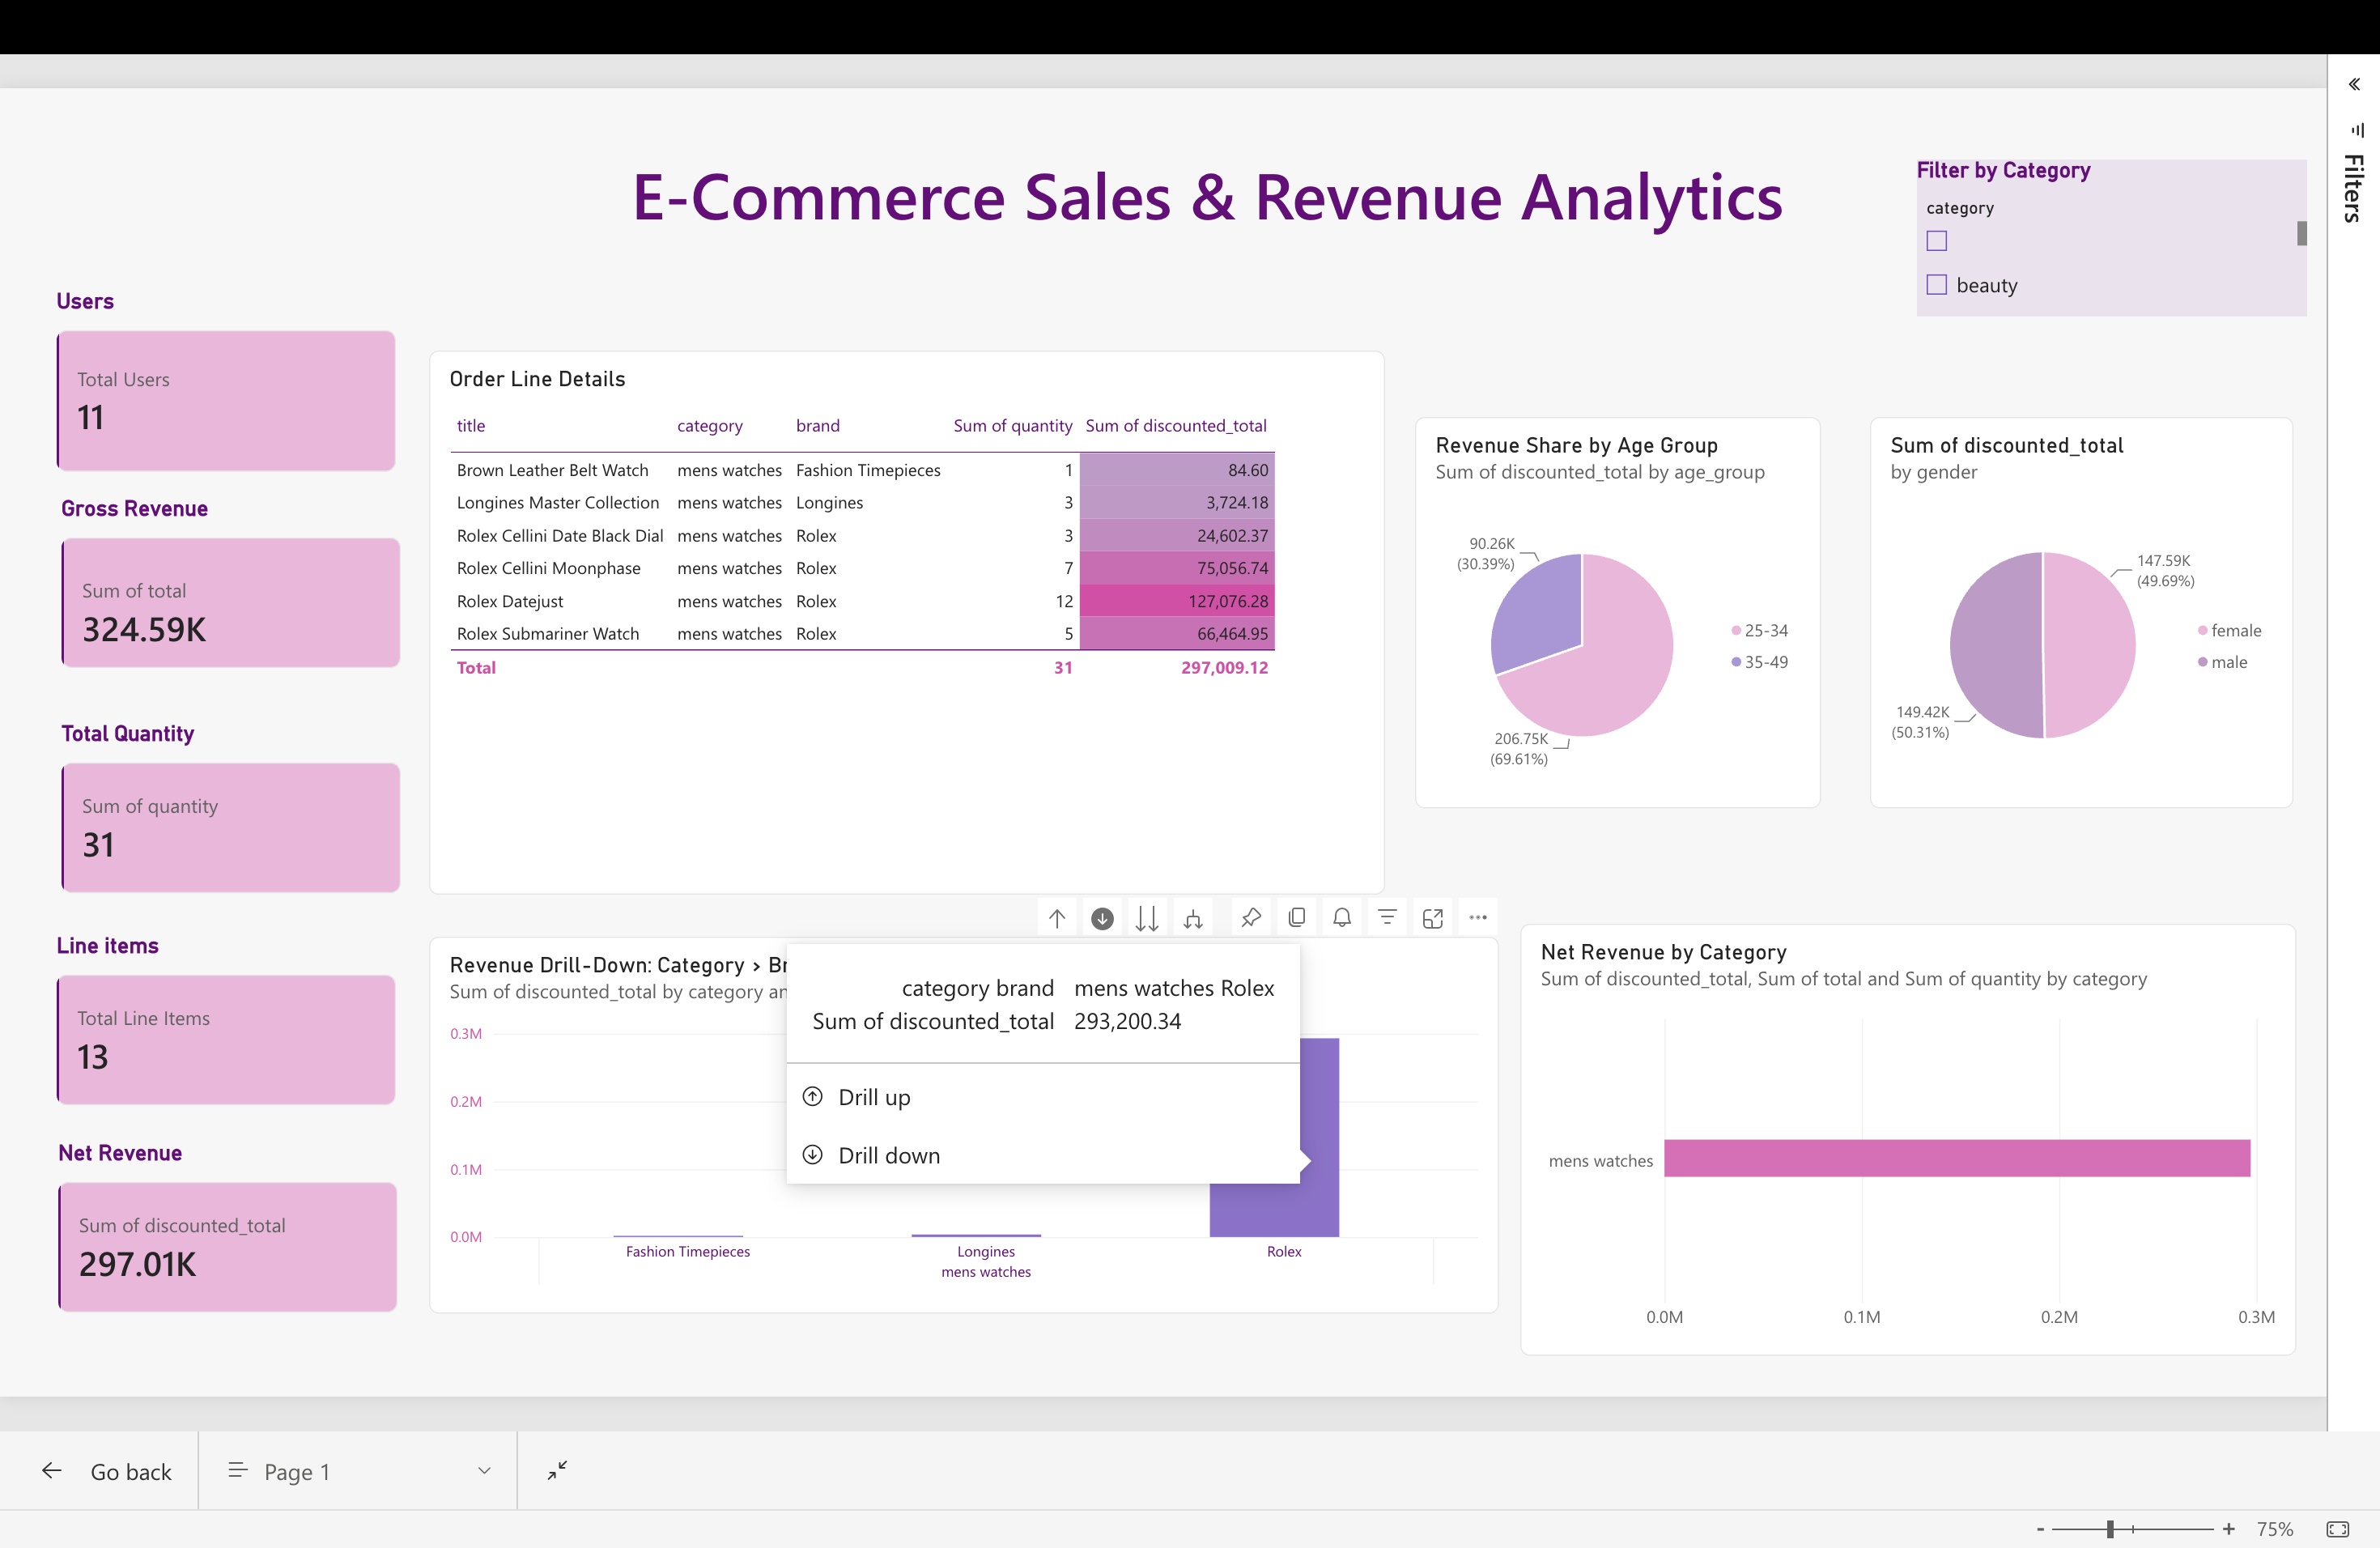 E-Commerce Sales & Revenue Analytics
Filter by Category
category
beauty
Filters
Users
Total Users
11
Gross Revenue
Sum of total
324.59K
Total Quantity
Sum of quantity
31
Line items
Total Line Items
13
Net Revenue
Sum of discounted_total
297.01K
Order Line Details
title category brand Sum of quantity Sum of discounted_total
Brown Leather Belt Watch mens watches Fashion Timepieces 1 84.60
Longines Master Collection mens watches Longines 3 3,724.18
Rolex Cellini Date Black Dial mens watches Rolex 3 24,602.37
Rolex Cellini Moonphase mens watches Rolex 7 75,056.74
Rolex Datejust mens watches Rolex 12 127,076.28
Rolex Submariner Watch mens watches Rolex 5 66,464.95
Total 31 297,009.12
Revenue Share by Age Group
Sum of discounted_total by age_group
90.26K
(30.39%)
206.75K
(69.61%)
25-34
35-49
Sum of discounted_total
by gender
147.59K
(49.69%)
149.42K
(50.31%)
female
male
Revenue Drill-Down: Category > Br
Sum of discounted_total by category an
0.3M
0.2M
0.1M
0.0M
Fashion Timepieces Longines Rolex
mens watches
category brand mens watches Rolex
Sum of discounted_total 293,200.34
Drill up
Drill down
Net Revenue by Category
Sum of discounted_total, Sum of total and Sum of quantity by category
mens watches
0.0M 0.1M 0.2M 0.3M
Go back
Page 1
- + 75%